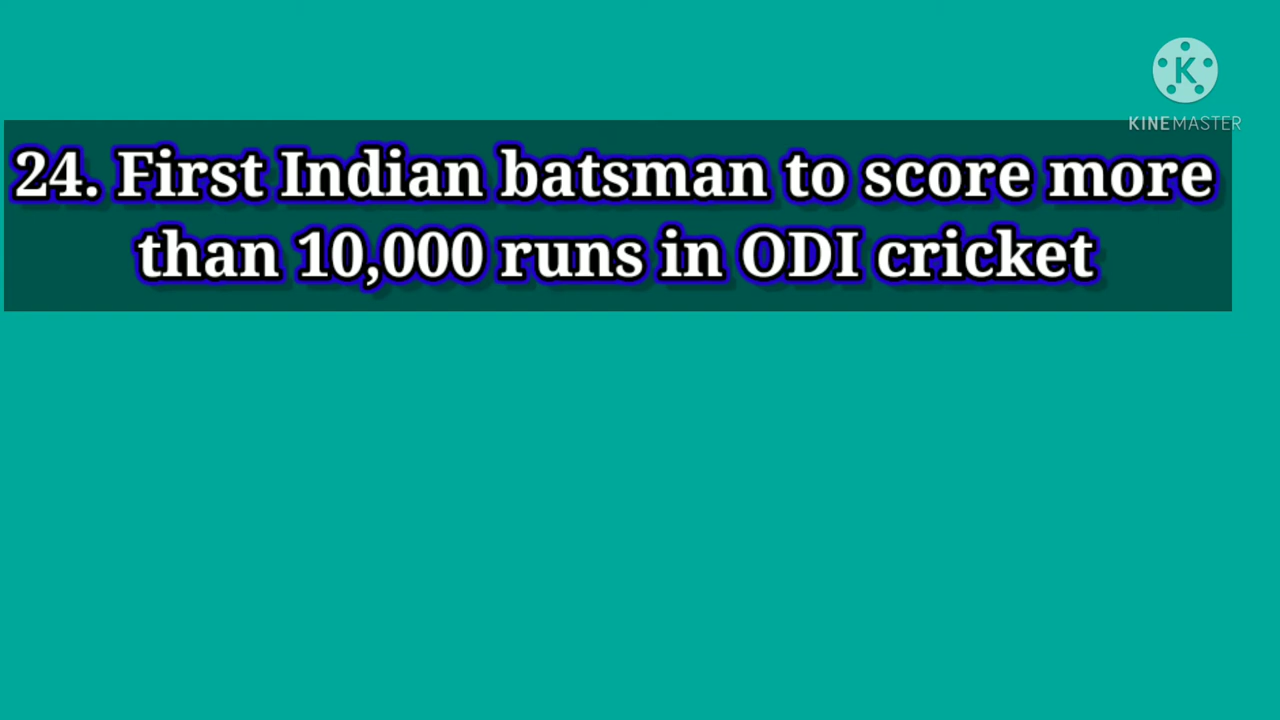 K
KINEMASTER
24. First Indian batsman to score more
than 10,000 runs in ODI cricket